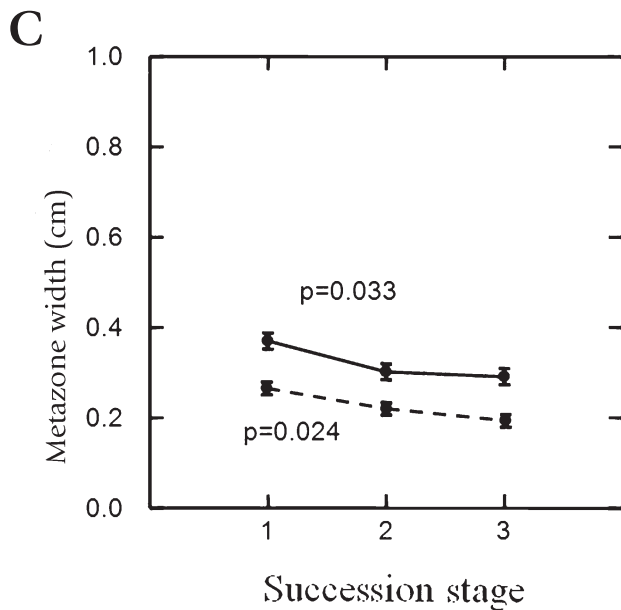 C
1.0
0.8
0.6
0.4
0.2
0.0
Metazone width (cm)
p=0.033
p=0.024
1 2 3
Succession stage